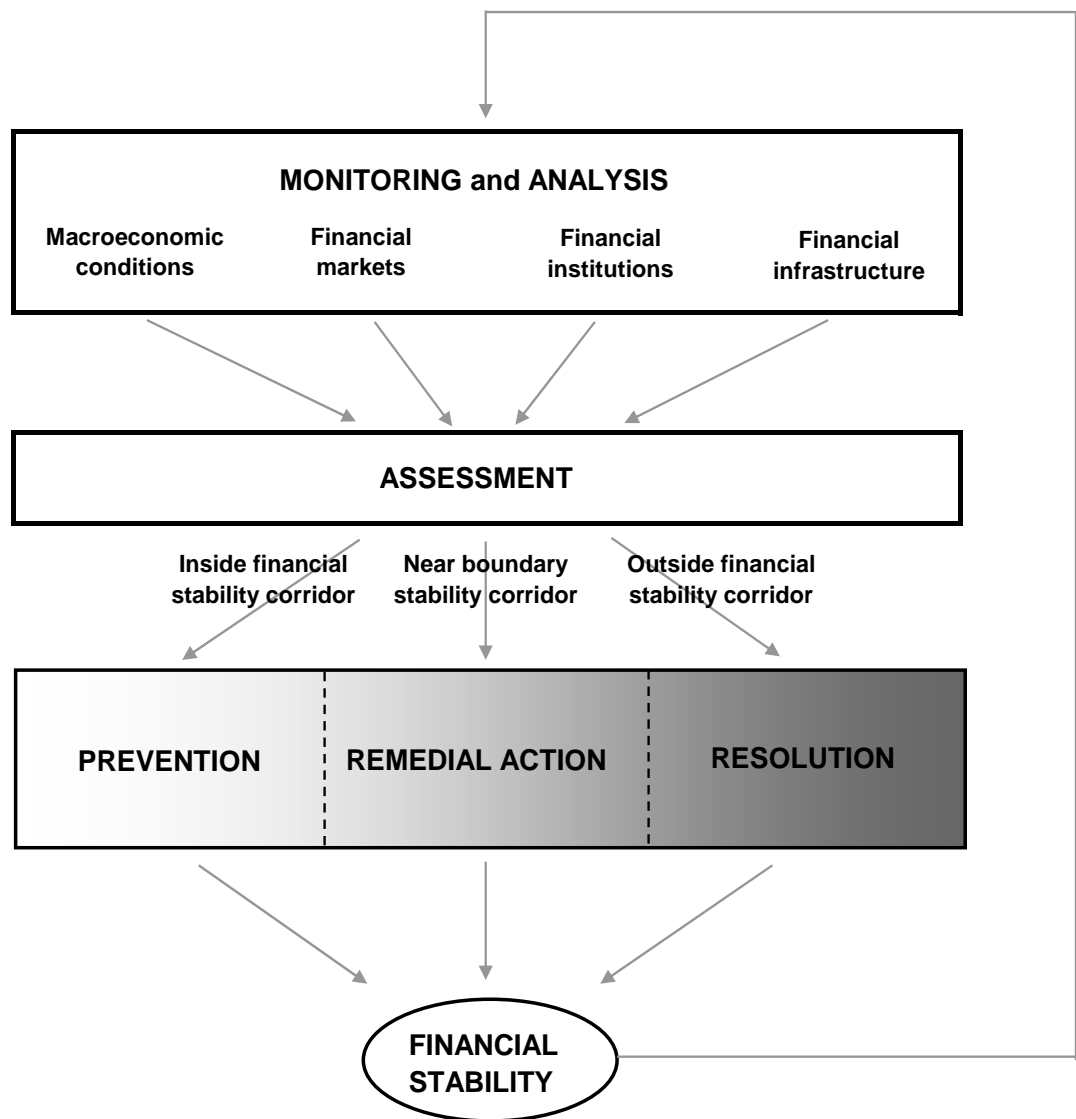 MONITORING and ANALYSIS
Macroeconomic
conditions
Financial
markets
Financial
institutions
Financial
infrastructure
ASSESSMENT
Inside financial
stability corridor
Near boundary
stability corridor
Outside financial
stability corridor
PREVENTION
REMEDIAL ACTION
RESOLUTION
FINANCIAL
STABILITY